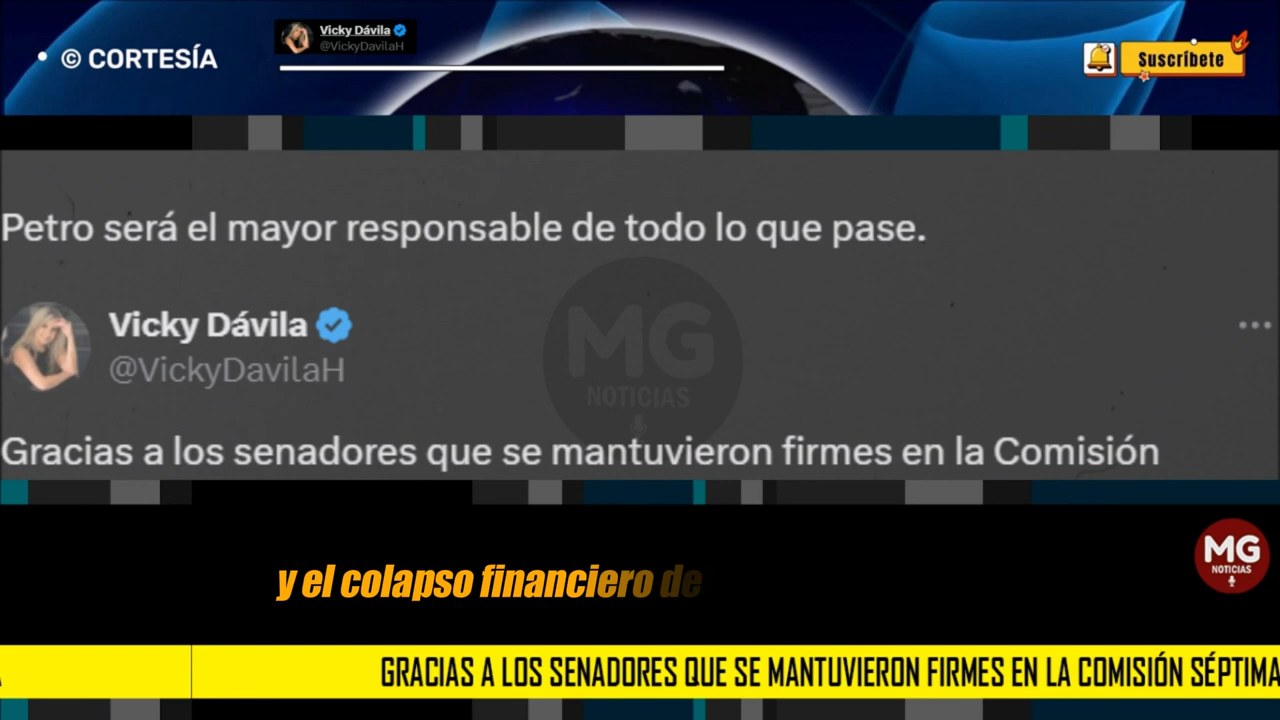 • © CORTESÍA
Vicky Dávila
@VickyDavilaH
Suscríbete
Petro será el mayor responsable de todo lo que pase.
Vicky Dávila
@VickyDavilaH
MG
NOTICIAS
Gracias a los senadores que se mantuvieron firmes en la Comisión
y el colapso financiero de
MG
NOTICIAS
GRACIAS A LOS SENADORES QUE SE MANTUVIERON FIRMES EN LA COMISIÓN SÉPTIMA